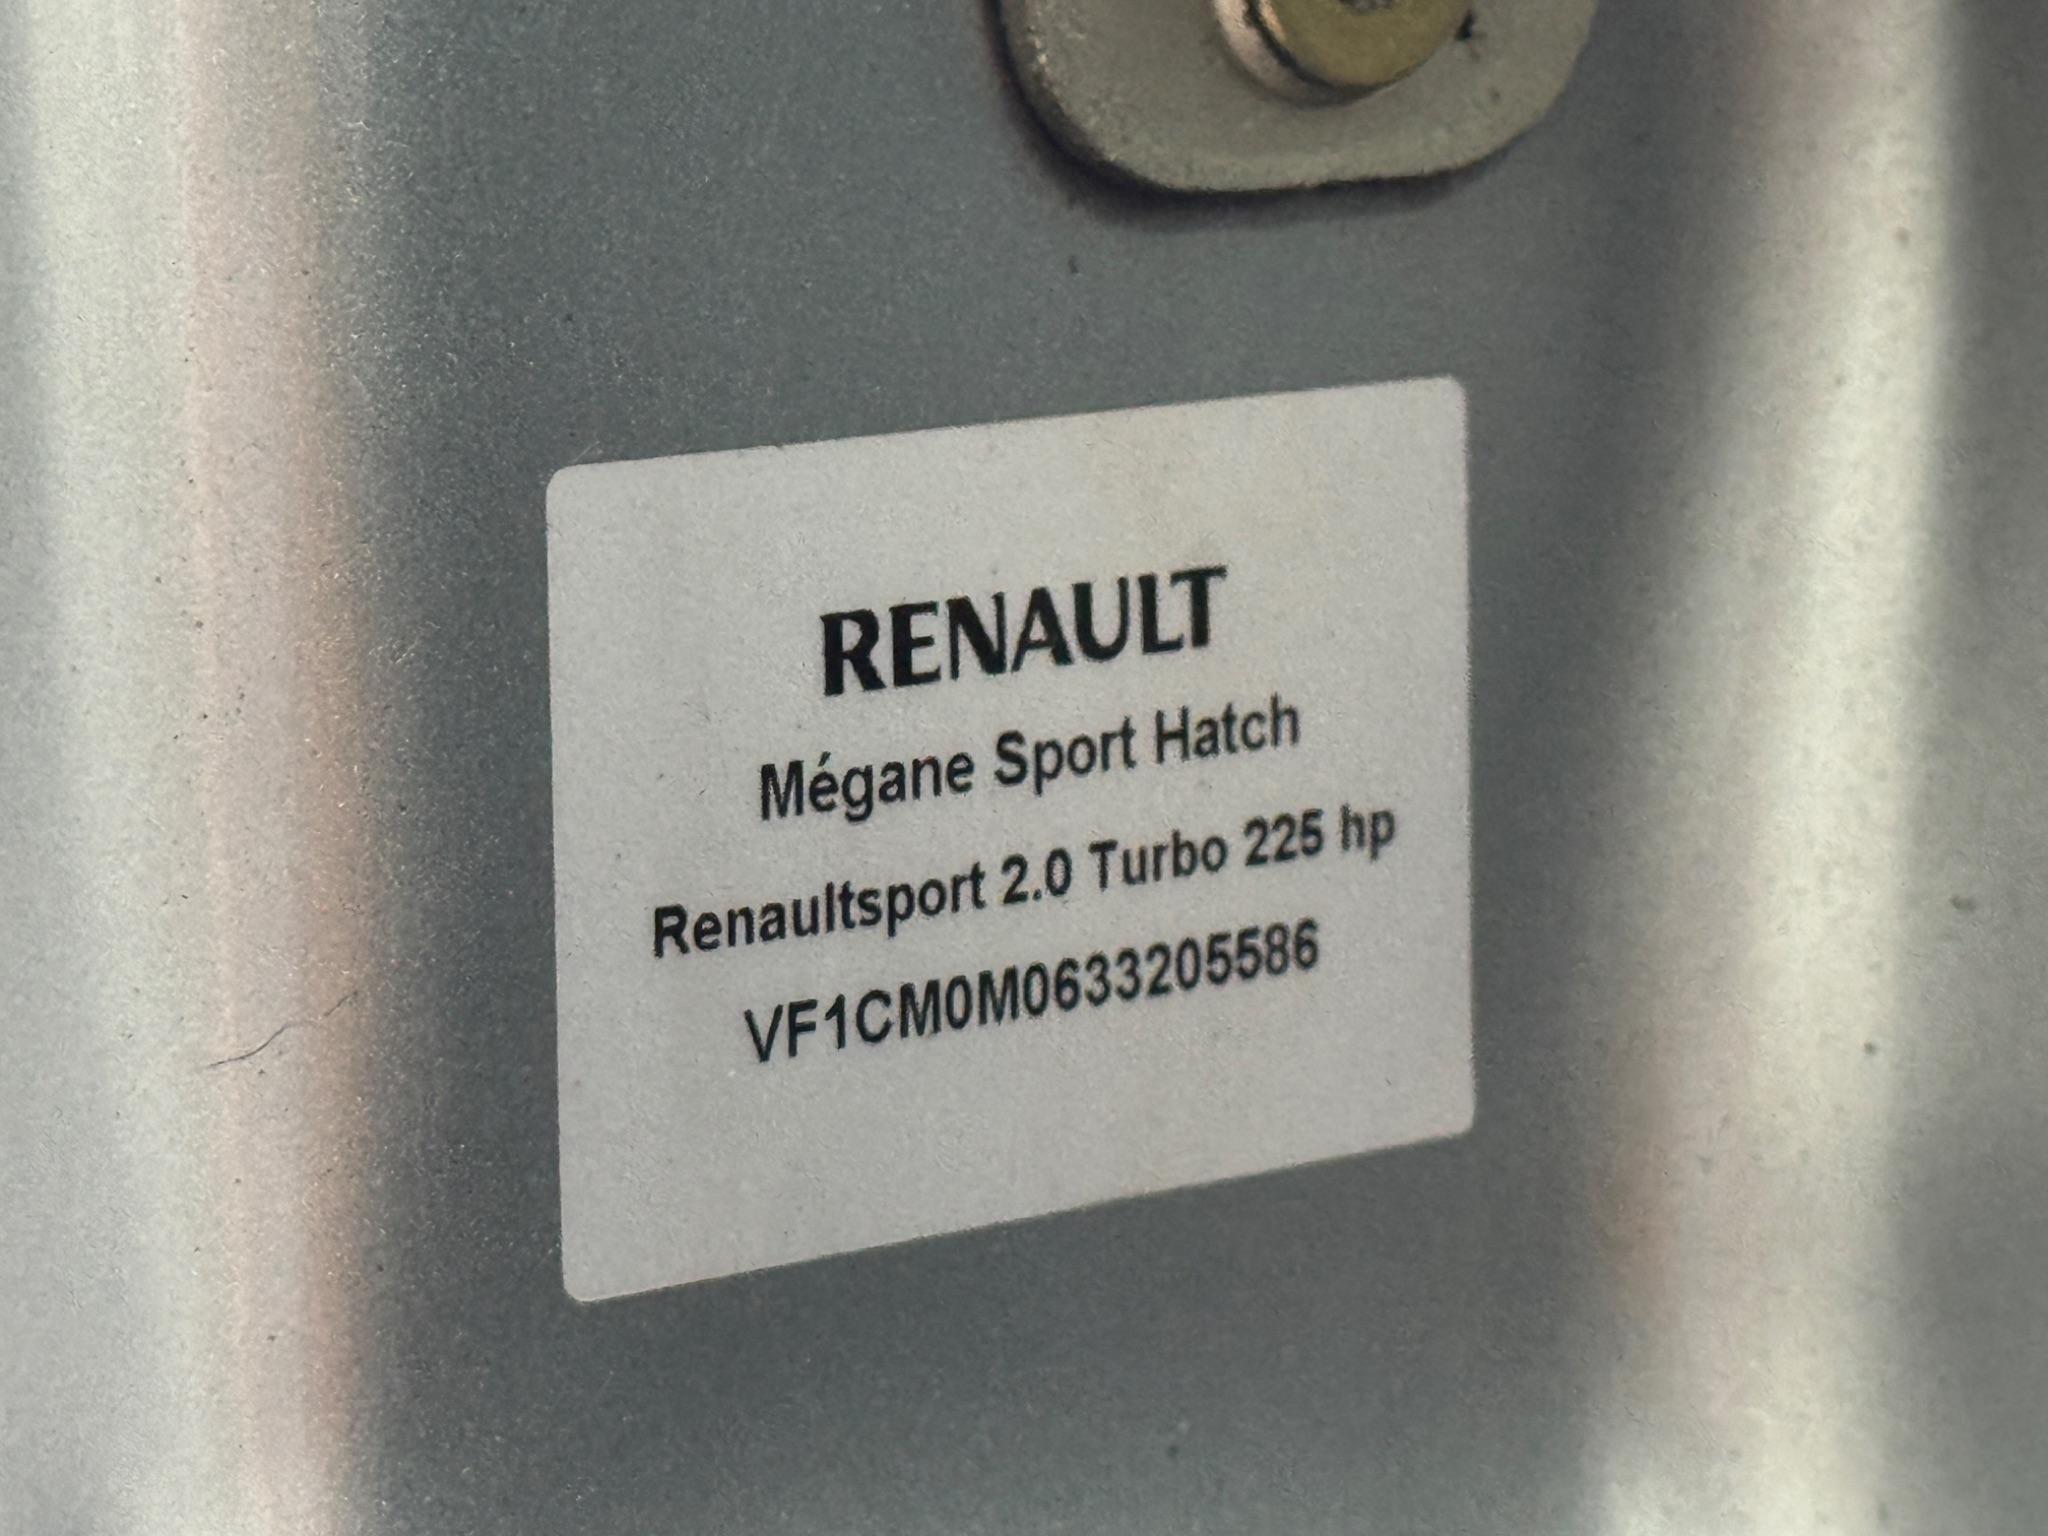 RENAULT
Mégane Sport Hatch
Renaultsport 2.0 Turbo 225 hp
VF1CM0M0633205586